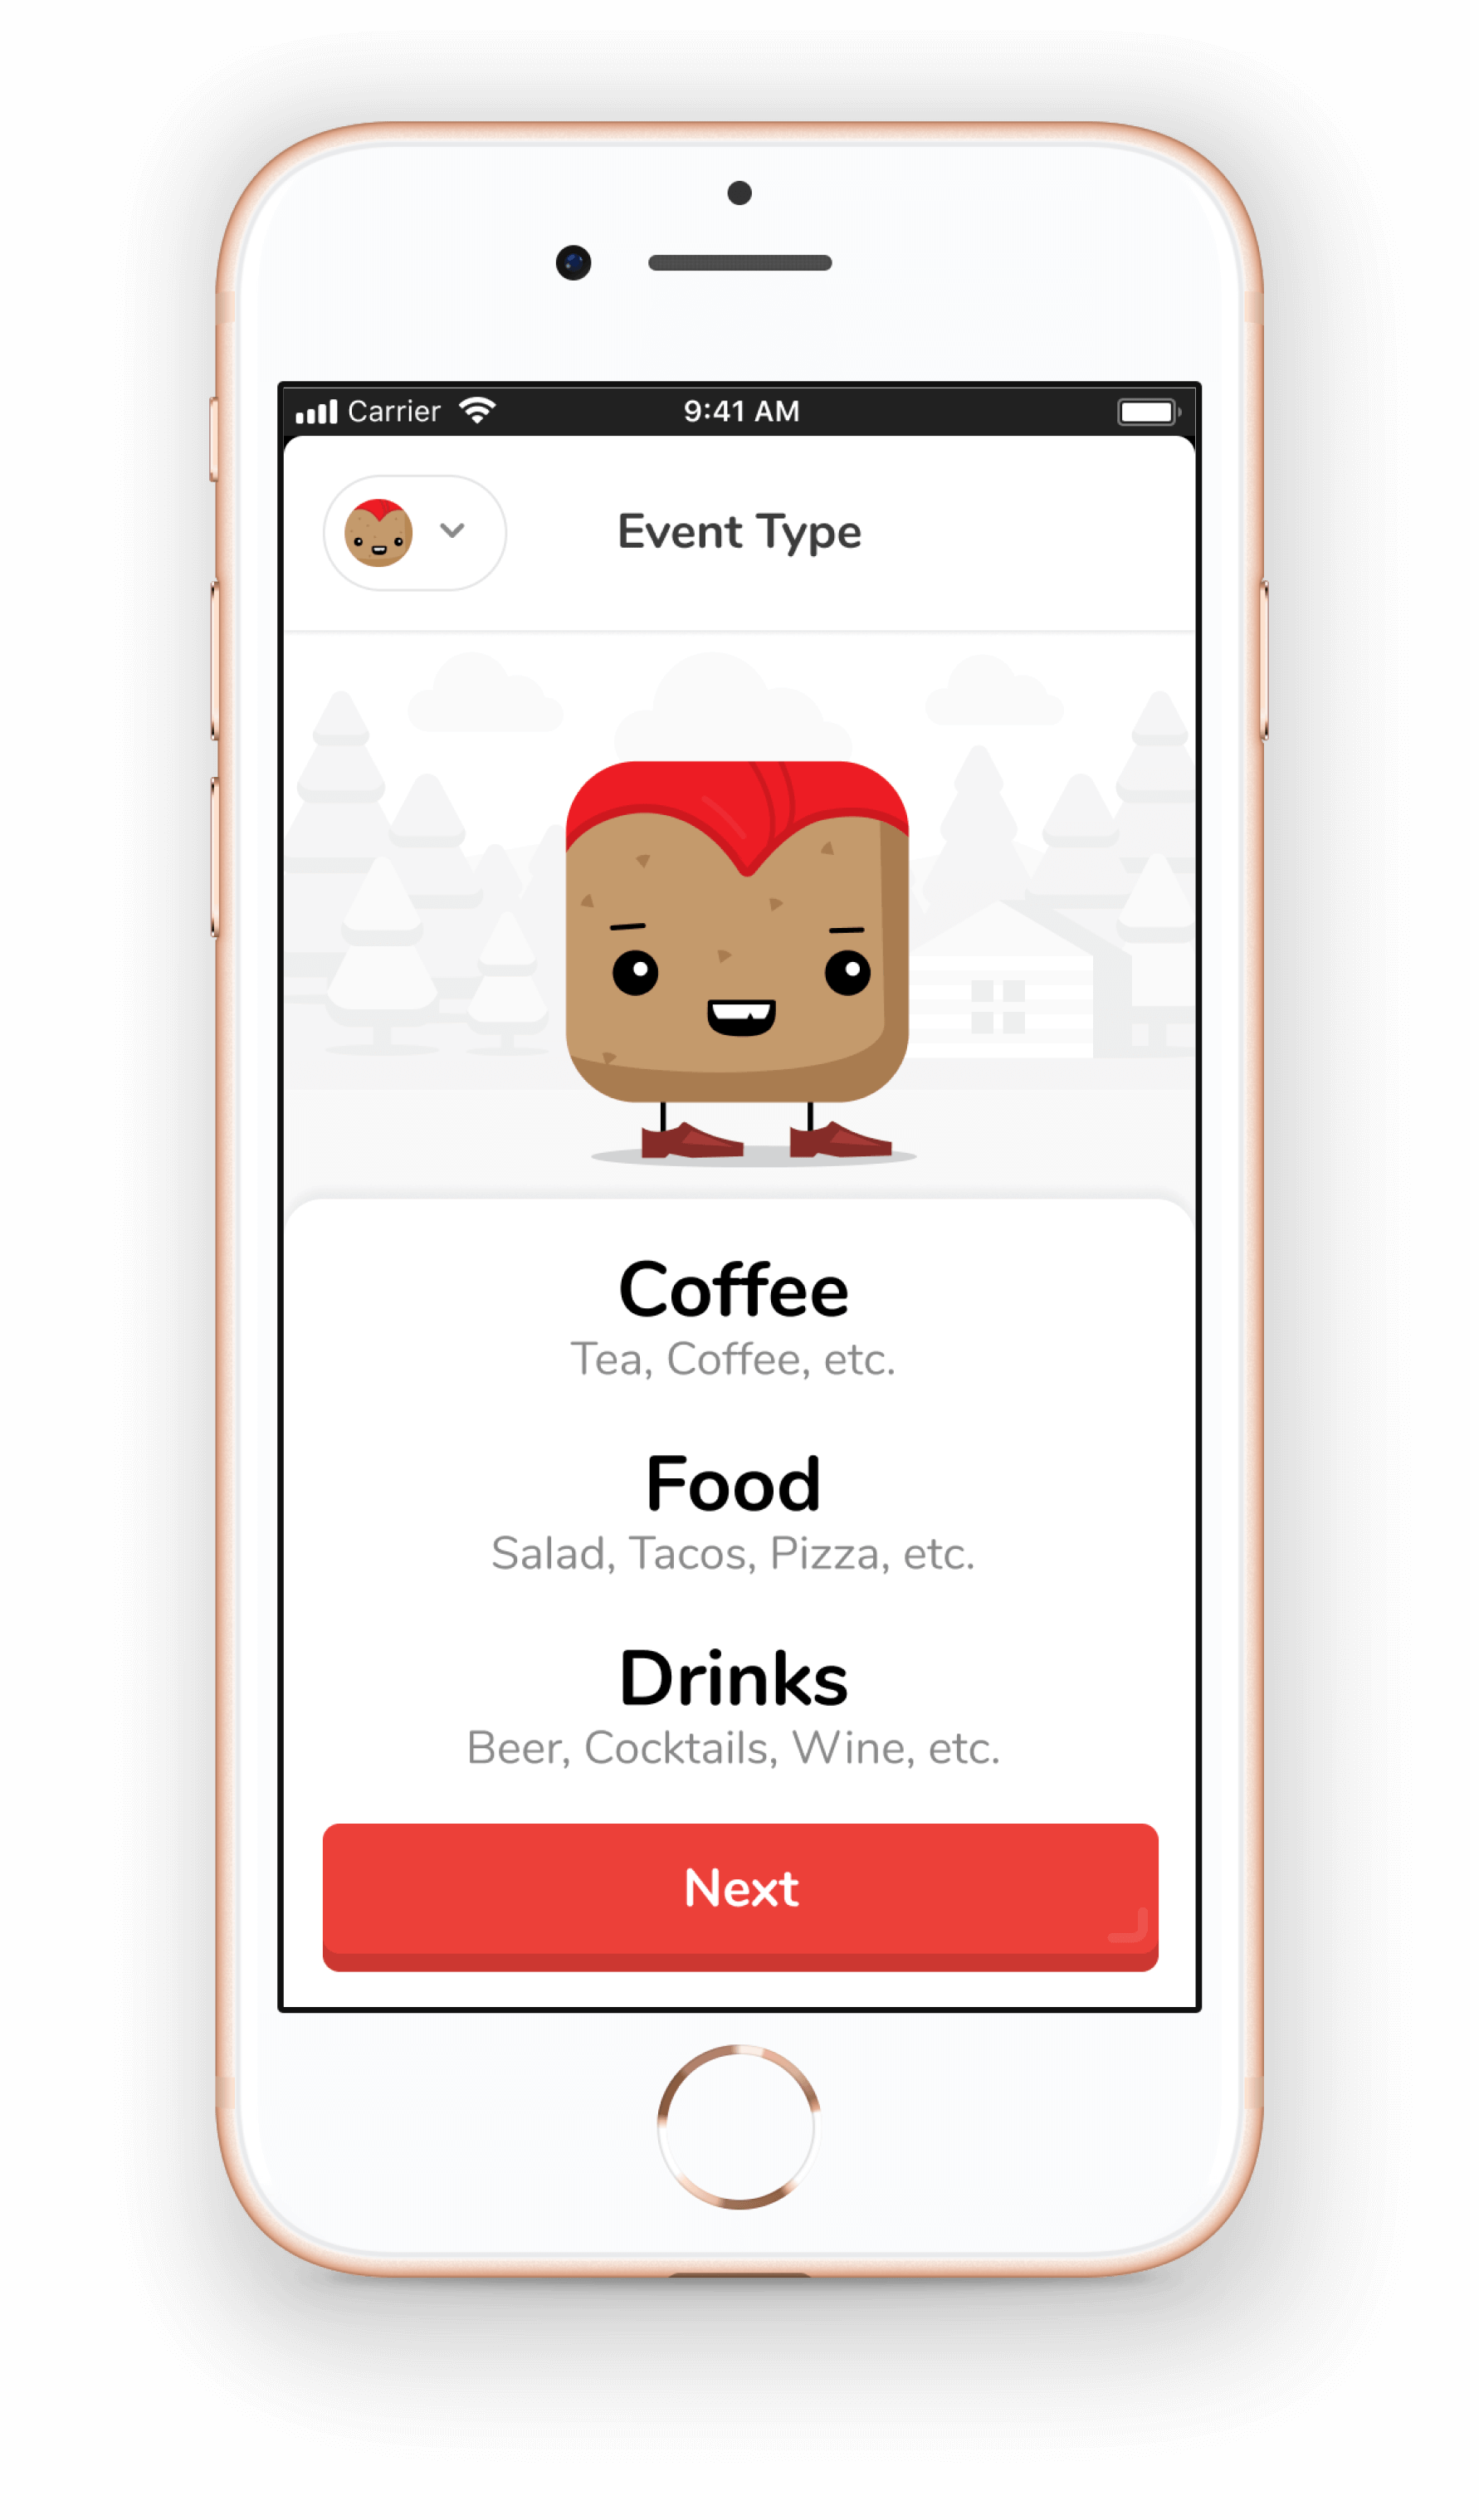 Carrier 9:41 AM
Event Type
Coffee
Tea, Coffee, etc.
Food
Salad, Tacos, Pizza, etc.
Drinks
Beer, Cocktails, Wine, etc.
Next